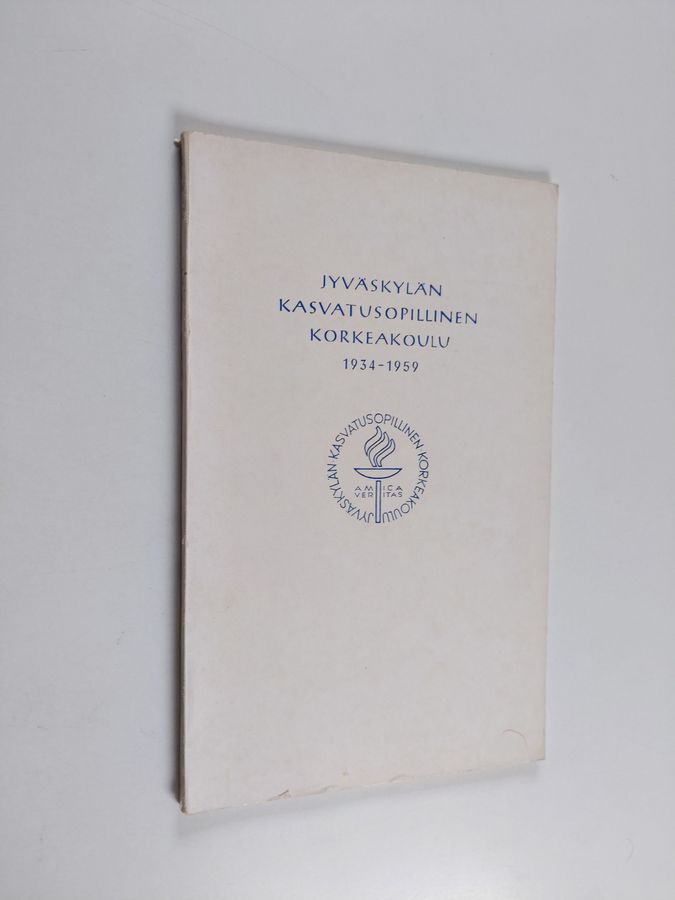 JYVÄSKYLÄN
KASVATUSOPILLINEN
KORKEAKOULU
1934-1959
JYVÄSKYLÄN KASVATUSOPILLINEN KORKEAKOULU
AMICA
VERITAS